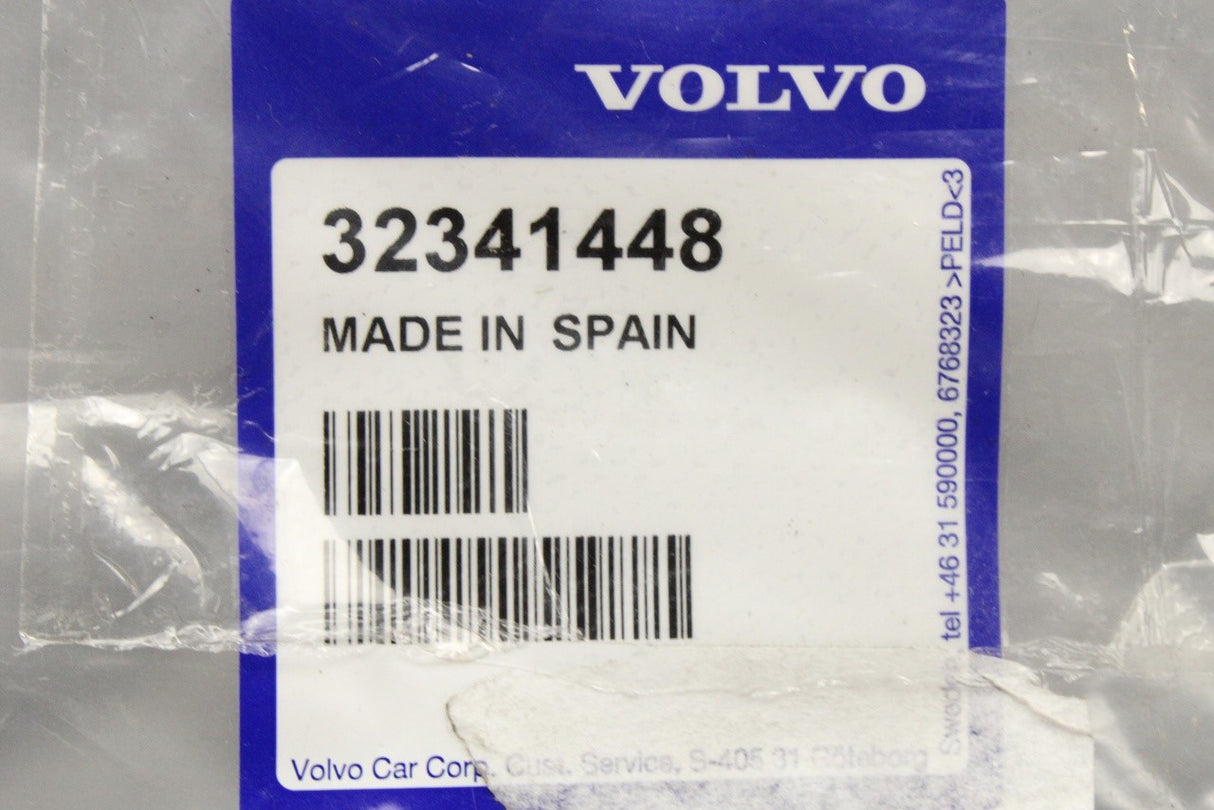 VOLVO
32341448
MADE IN SPAIN
Volvo Car Corp. Cust. Service, S-405 31 Göteborg
Sweden, tel +46 31 590000, 6768323 >PELD<3